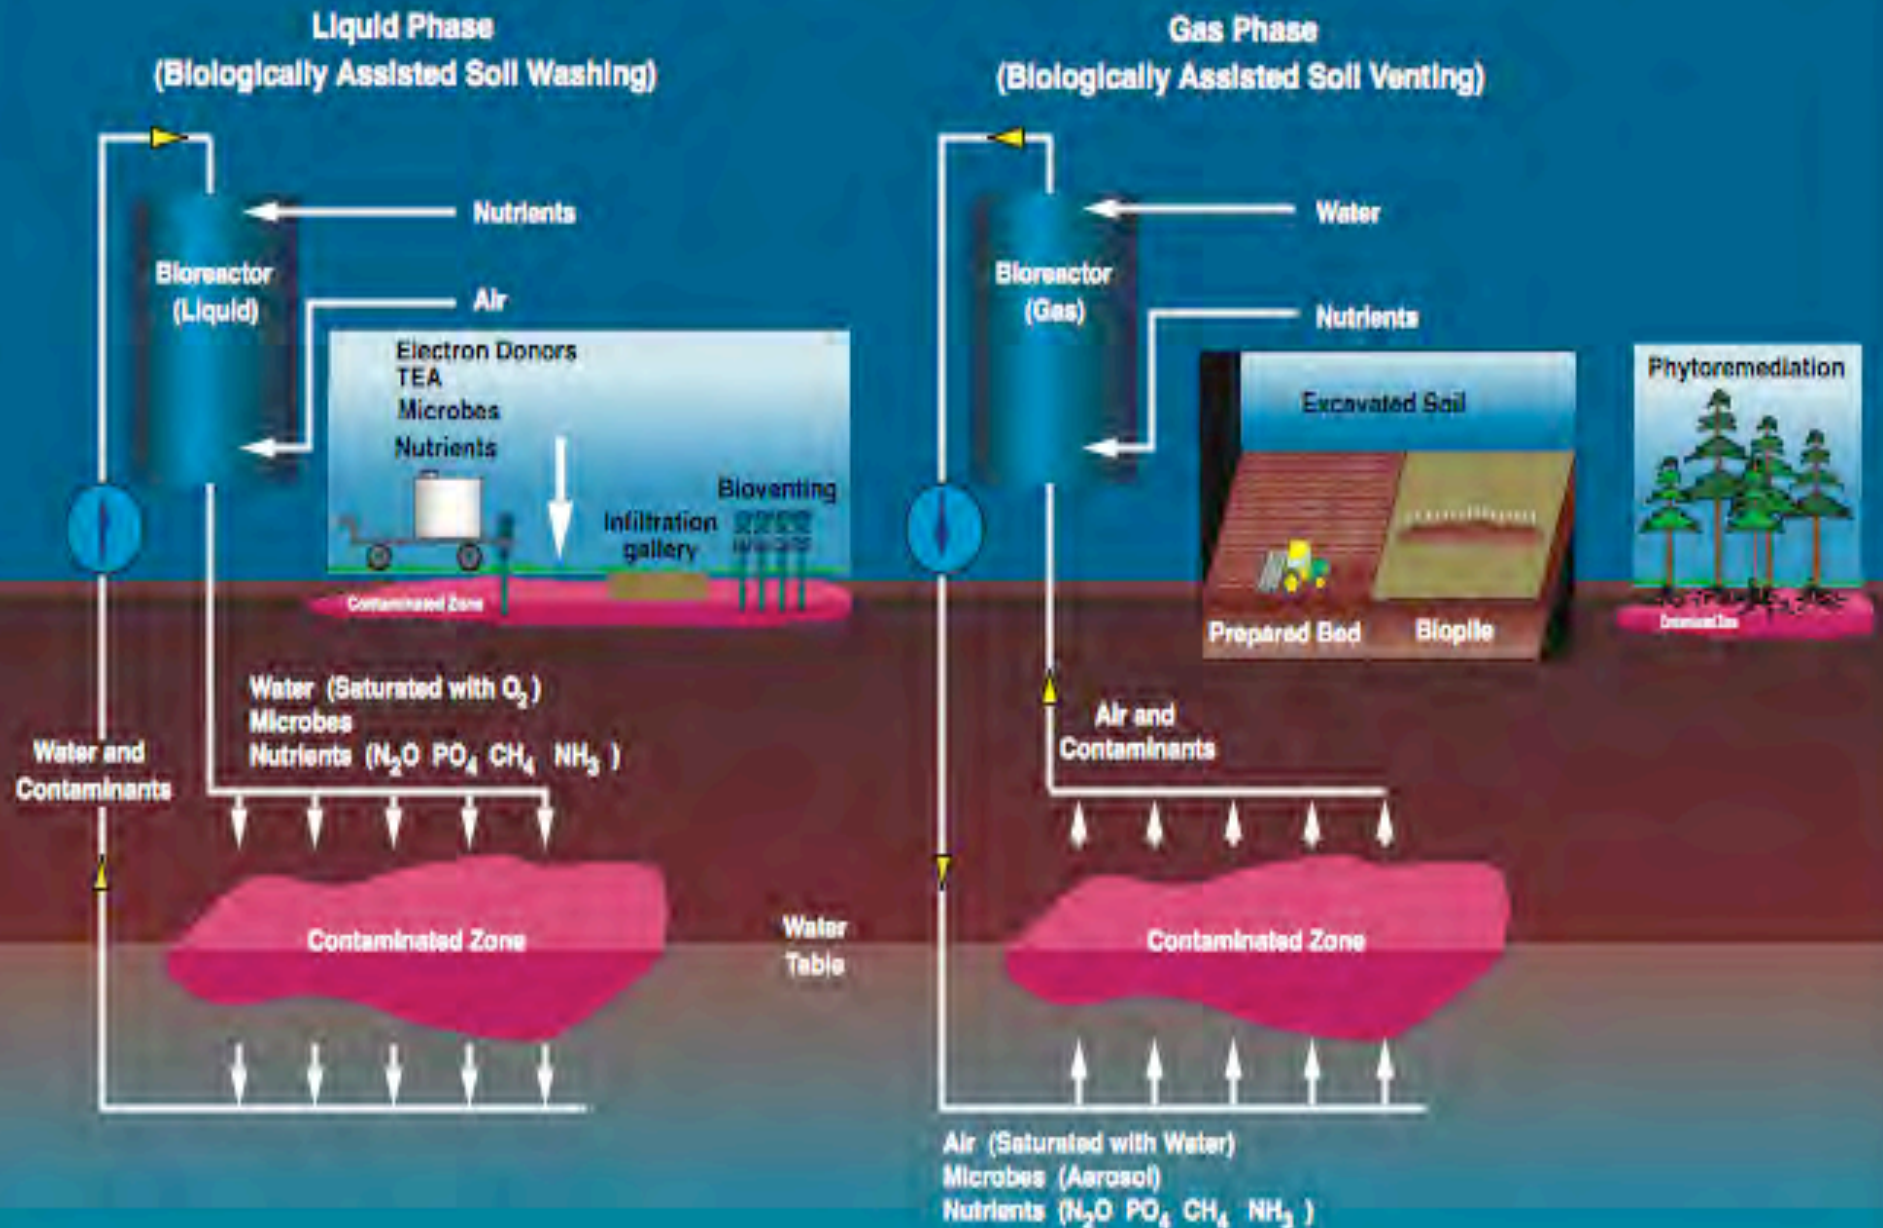 Liquid Phase
(Biologically Assisted Soil Washing)
Nutrients
Bioreactor
(Liquid)
Air
Electron Donors
TEA
Microbes
Nutrients
Bioventing
Infiltration
gallery
Contaminated Zone
Water (Saturated with O₂)
Microbes
Nutrients (N₂O PO₄ CH₄ NH₃ )
Water and
Contaminants
Contaminated Zone
Water
Table
Gas Phase
(Biologically Assisted Soil Venting)
Water
Bioreactor
(Gas)
Nutrients
Excavated Soil
Prepared Bed
Biopile
Phytoremediation
Contaminated Zone
Air and
Contaminants
Contaminated Zone
Air (Saturated with Water)
Microbes (Aerosol)
Nutrients (N₂O PO₄ CH₄ NH₃ )